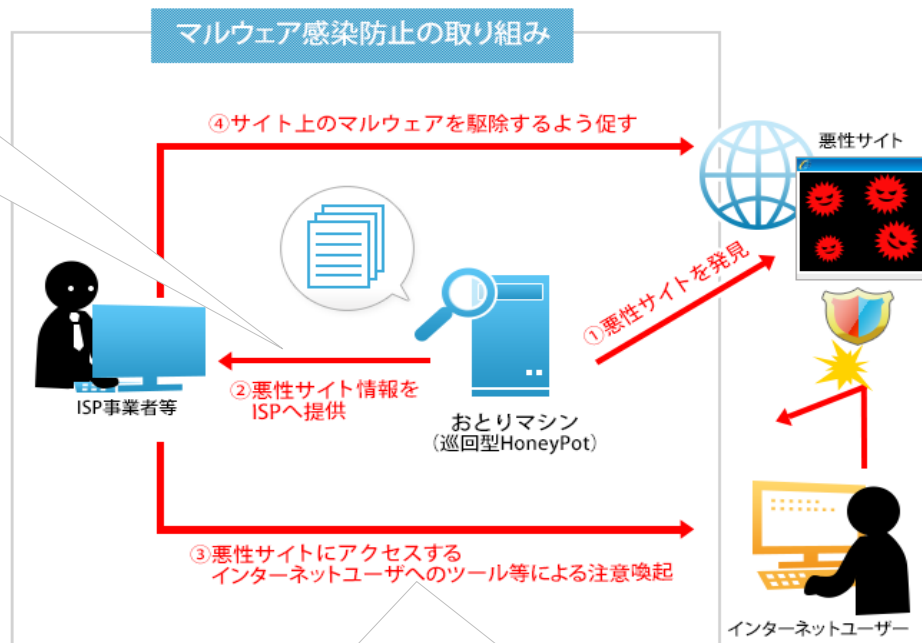 マルウェア感染防止の取り組み
④サイト上のマルウェアを駆除するよう促す
悪性サイト
①悪性サイトを発見
ISP事業者等
②悪性サイト情報を
ISPへ提供
おとりマシン
(巡回型HoneyPot)
③悪性サイトにアクセスする
インターネットユーザへのツール等による注意喚起
インターネットユーザー